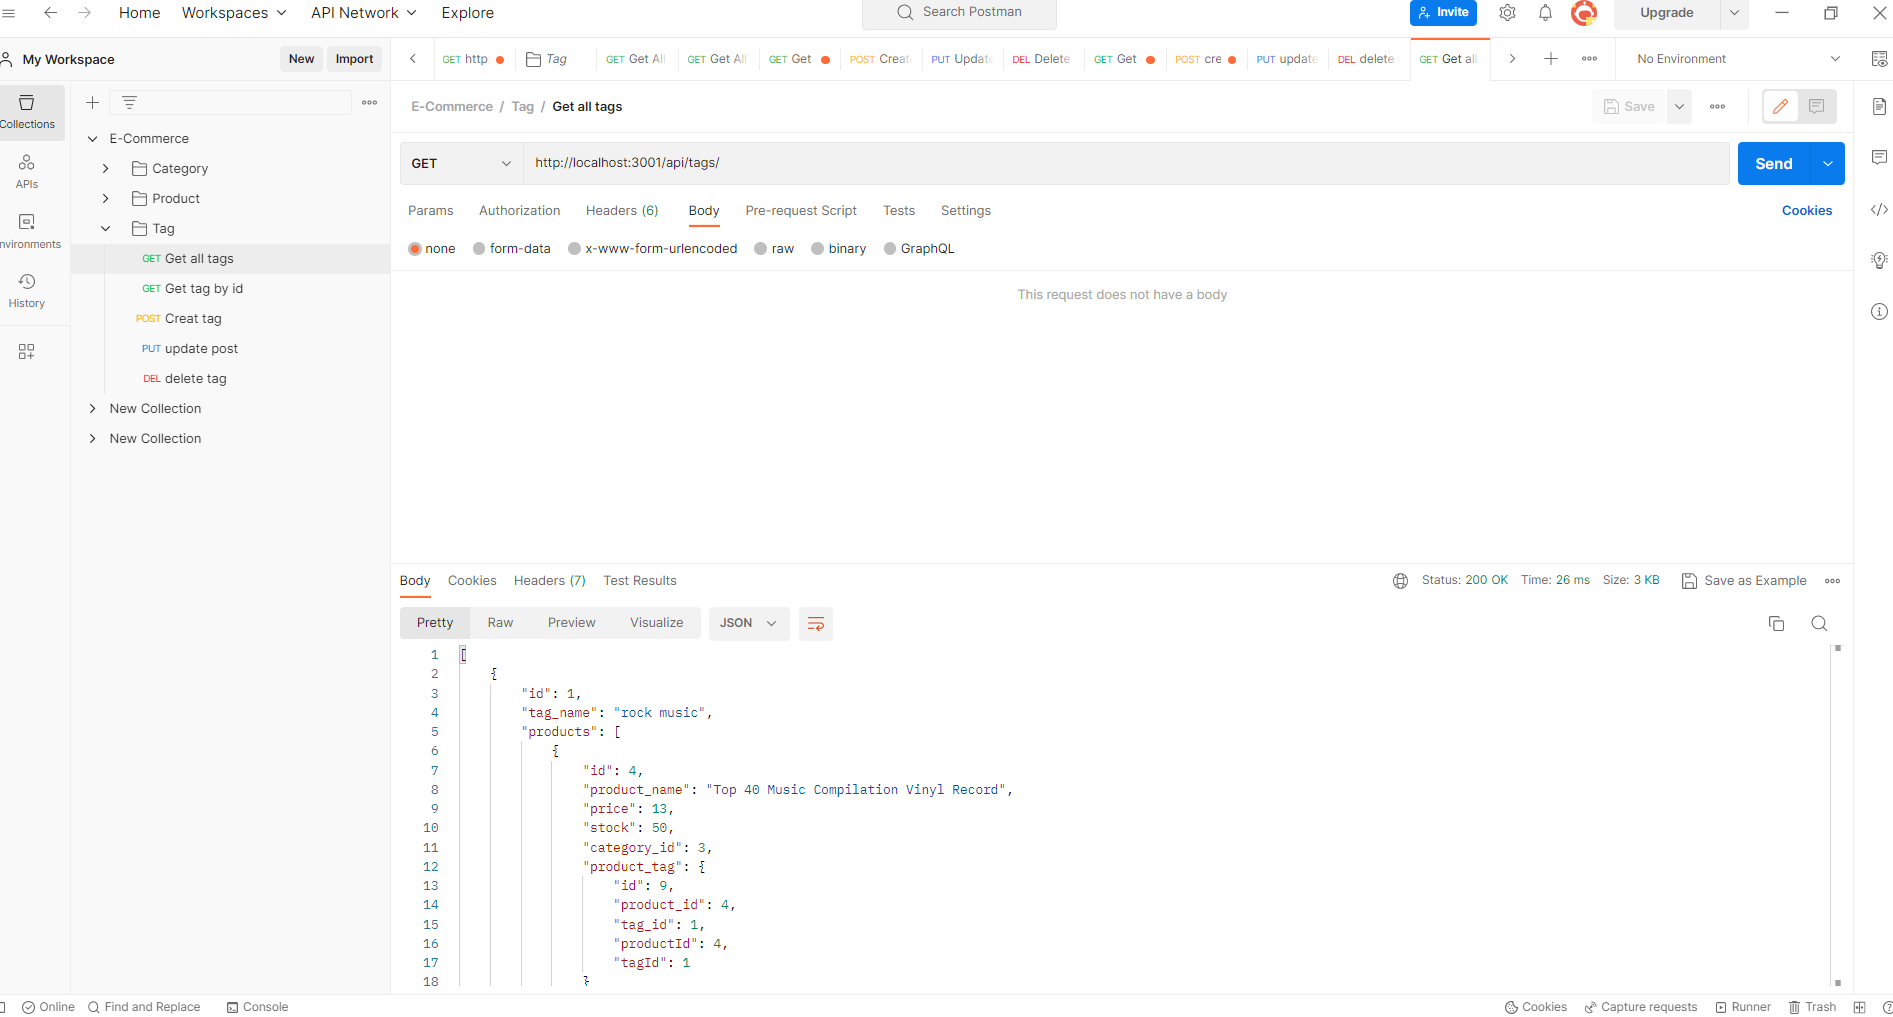 Home Workspaces API Network Explore Search Postman Invite Upgrade
My Workspace New Import GET http Tag GET Get All GET Get All GET Get POST Creat PUT Update DEL Delete GET Get POST cre PUT update DEL delete GET Get all No Environment
E-Commerce / Tag / Get all tags Save
Collections
APIs
nvironments
History
E-Commerce
Category
Product
Tag
GET Get all tags
GET Get tag by id
POST Creat tag
PUT update post
DEL delete tag
New Collection
New Collection
GET http://localhost:3001/api/tags/ Send
Params Authorization Headers (6) Body Pre-request Script Tests Settings Cookies
none form-data x-www-form-urlencoded raw binary GraphQL
This request does not have a body
Body Cookies Headers (7) Test Results Status: 200 OK Time: 26 ms Size: 3 KB Save as Example
Pretty Raw Preview Visualize JSON
1 [
2 {
3 "id": 1,
4 "tag_name": "rock music",
5 "products": [
6 {
7 "id": 4,
8 "product_name": "Top 40 Music Compilation Vinyl Record",
9 "price": 13,
10 "stock": 50,
11 "category_id": 3,
12 "product_tag": {
13 "id": 9,
14 "product_id": 4,
15 "tag_id": 1,
16 "productId": 4,
17 "tagId": 1
18 }
Online Find and Replace Console Cookies Capture requests Runner Trash